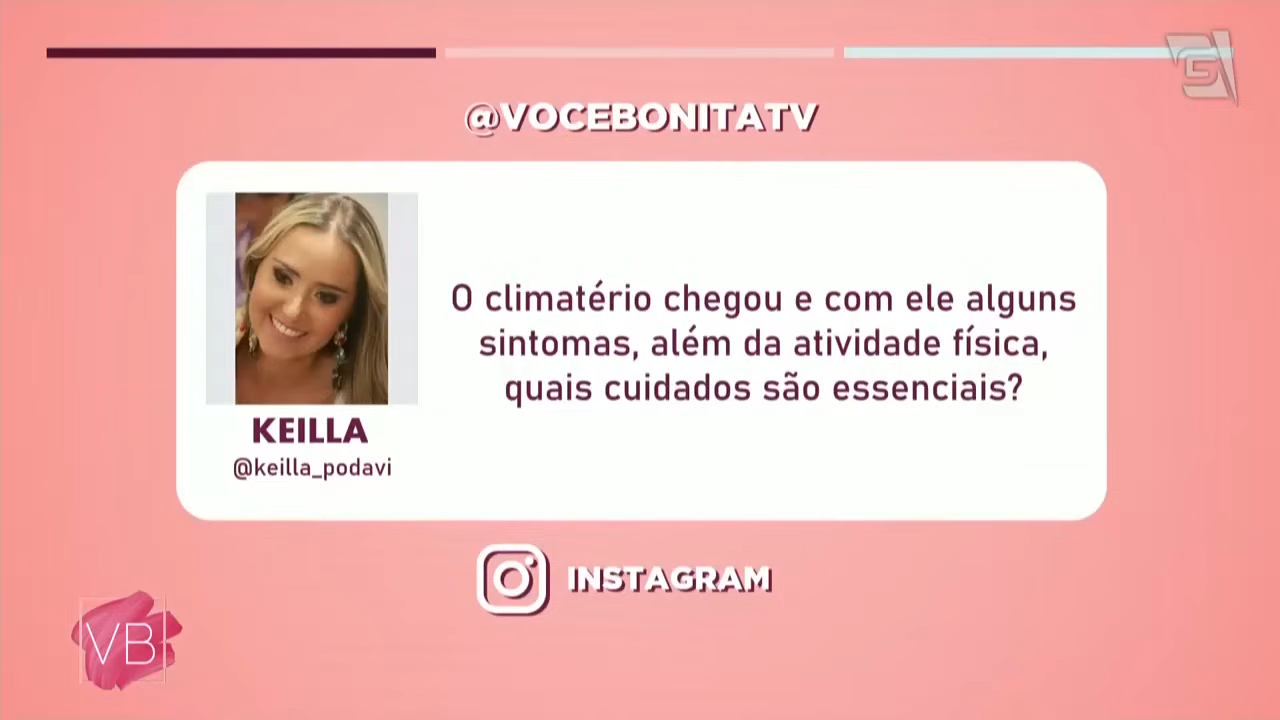 @VOCEBONITATV
O climatério chegou e com ele alguns
sintomas, além da atividade física,
quais cuidados são essenciais?
KEILLA
@keilla_podavi
INSTAGRAM
VB
G